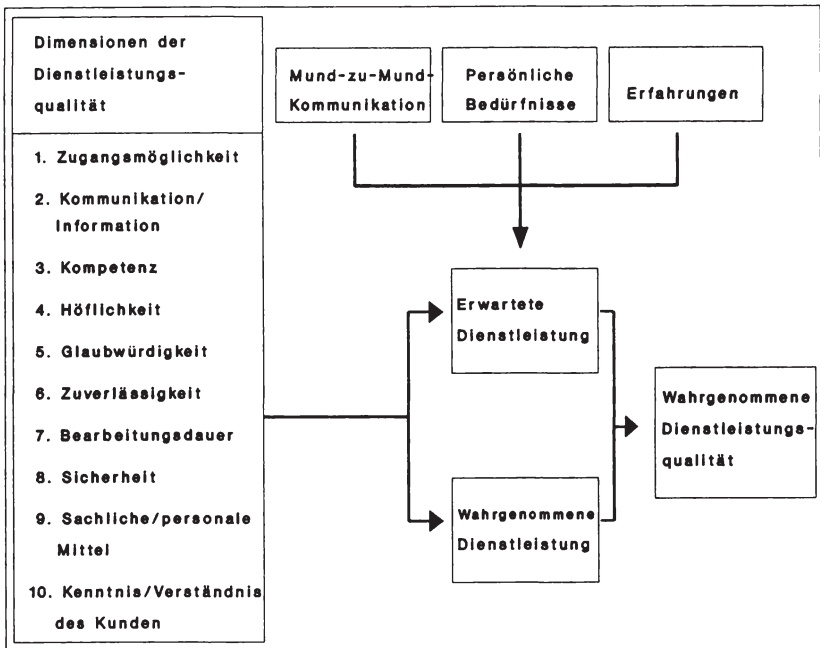 Dimensionen der
Dienstleistungs-
qualität
1. Zugangsmöglichkeit
2. Kommunikation/
Information
3. Kompetenz
4. Höflichkeit
5. Glaubwürdigkeit
6. Zuverlässigkeit
7. Bearbeitungsdauer
8. Sicherheit
9. Sachliche/personale
Mittel
10. Kenntnis/Verständnis
des Kunden
Mund-zu-Mund-
Kommunikation
Persönliche
Bedürfnisse
Erfahrungen
Erwartete
Dienstleistung
Wahrgenommene
Dienstleistung
Wahrgenommene
Dienstleistungs-
qualität